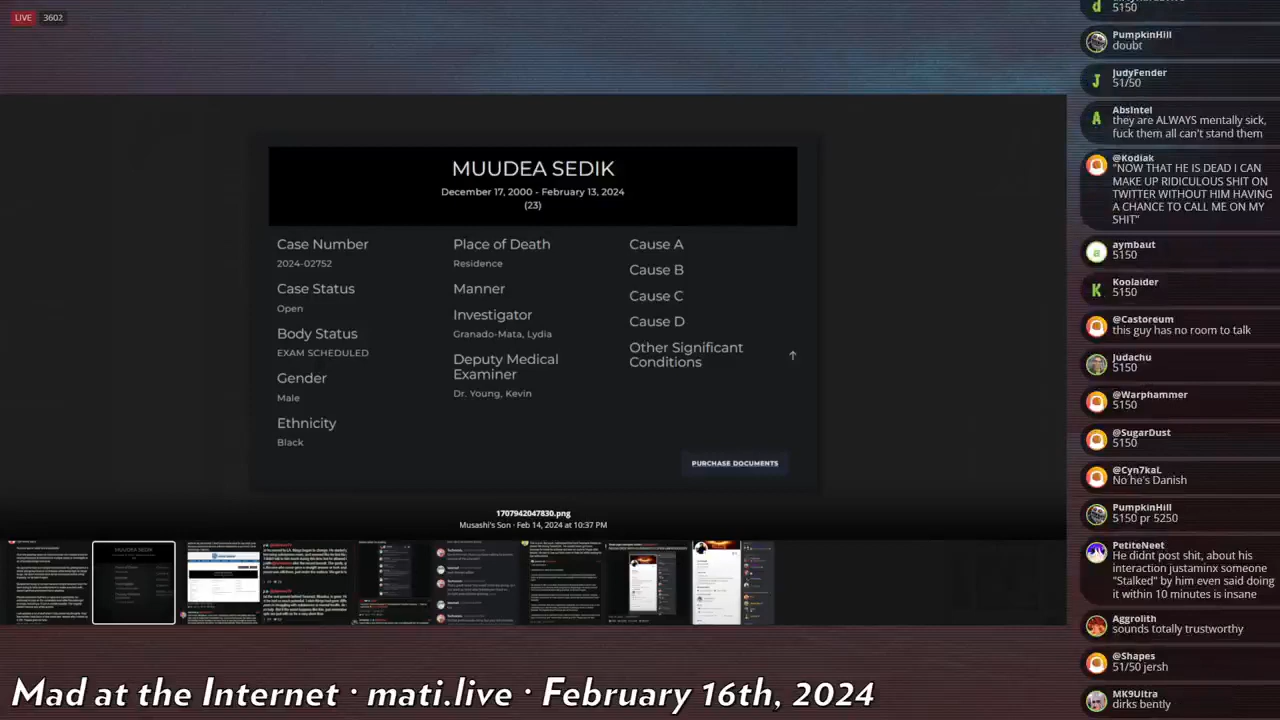 LIVE 3602
MUUDEA SEDIK
December 17, 2000 - February 13, 2024
(23)
Case Number
2024-02752
Case Status
Open
Body Status
EXAM SCHEDULED
Gender
Male
Ethnicity
Black
Place of Death
Residence
Manner
Investigator
Granado-Mata, Lydia
Deputy Medical
Examiner
Dr. Young, Kevin
Cause A
Cause B
Cause C
Cause D
Other Significant
Conditions
PURCHASE DOCUMENTS
1707942047830.png
Musashi's Son · Feb 14, 2024 at 10:37 PM
5150
PumpkinHill
doubt
JudyFender
51/50
AbsIntel
they are ALWAYS mentally sick,
fuck them all can't stand them
@Kodiak
"NOW THAT HE IS DEAD I CAN
MAKE UP RIDICULOUS SHIT ON
TWITTER WITHOUT HIM HAVING
A CHANCE TO CALL ME ON MY
SHIT"
aymbaut
5150
Koolaider
5150
@Castoreum
this guy has no room to talk
Judachu
5150
@Warphammer
5150
@SugarDust
5150
@Cyn7kaL
No he's Danish
PumpkinHill
5150 pr 5250
Pun Intent
He didnt post shit, about his
interaction justaminx someone
"Stalked" by him even said doing
it within 10 minutes is insane
Aggrolith
sounds totally trustworthy
@Shapes
51/50 jersh
MK9Ultra
dirks bently
Mad at the Internet · mati.live · February 16th, 2024